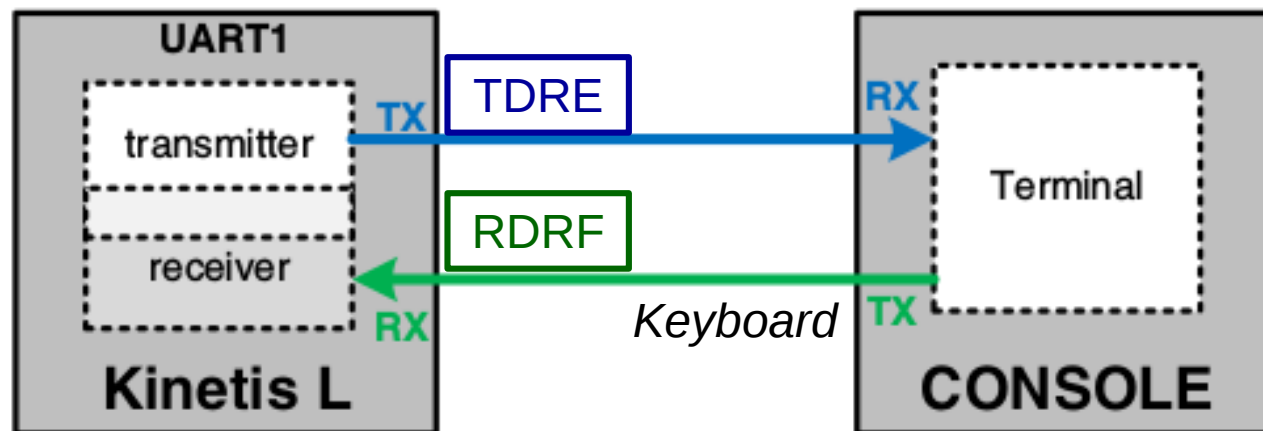 UART1
TX
transmitter
receiver
RX
Kinetis L
TDRE
RDRF
Keyboard
RX
Terminal
TX
CONSOLE